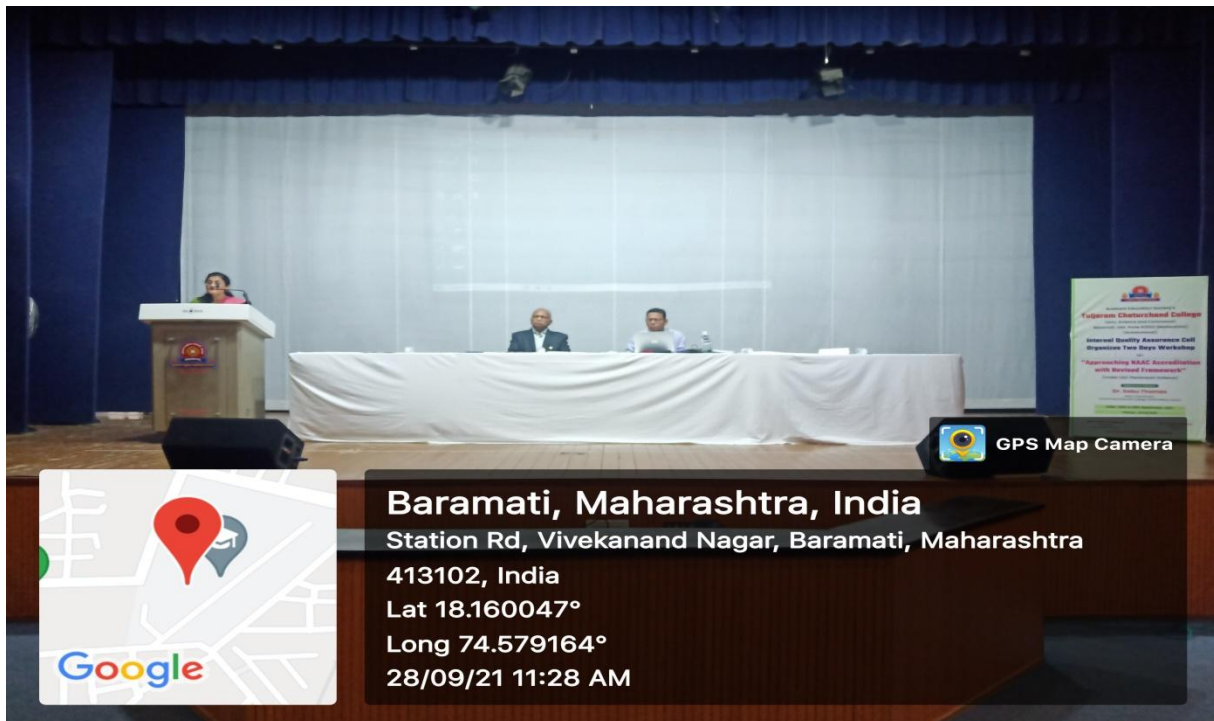 Tuljaram Chaturchand College
Internal Quality Assurance Cell
Organizes Two Days Workshop
on
"Approaching NAAC Accreditation
with Revised Framework"
GPS Map Camera
Baramati, Maharashtra, India
Station Rd, Vivekanand Nagar, Baramati, Maharashtra
413102, India
Lat 18.160047°
Long 74.579164°
28/09/21 11:28 AM
Google